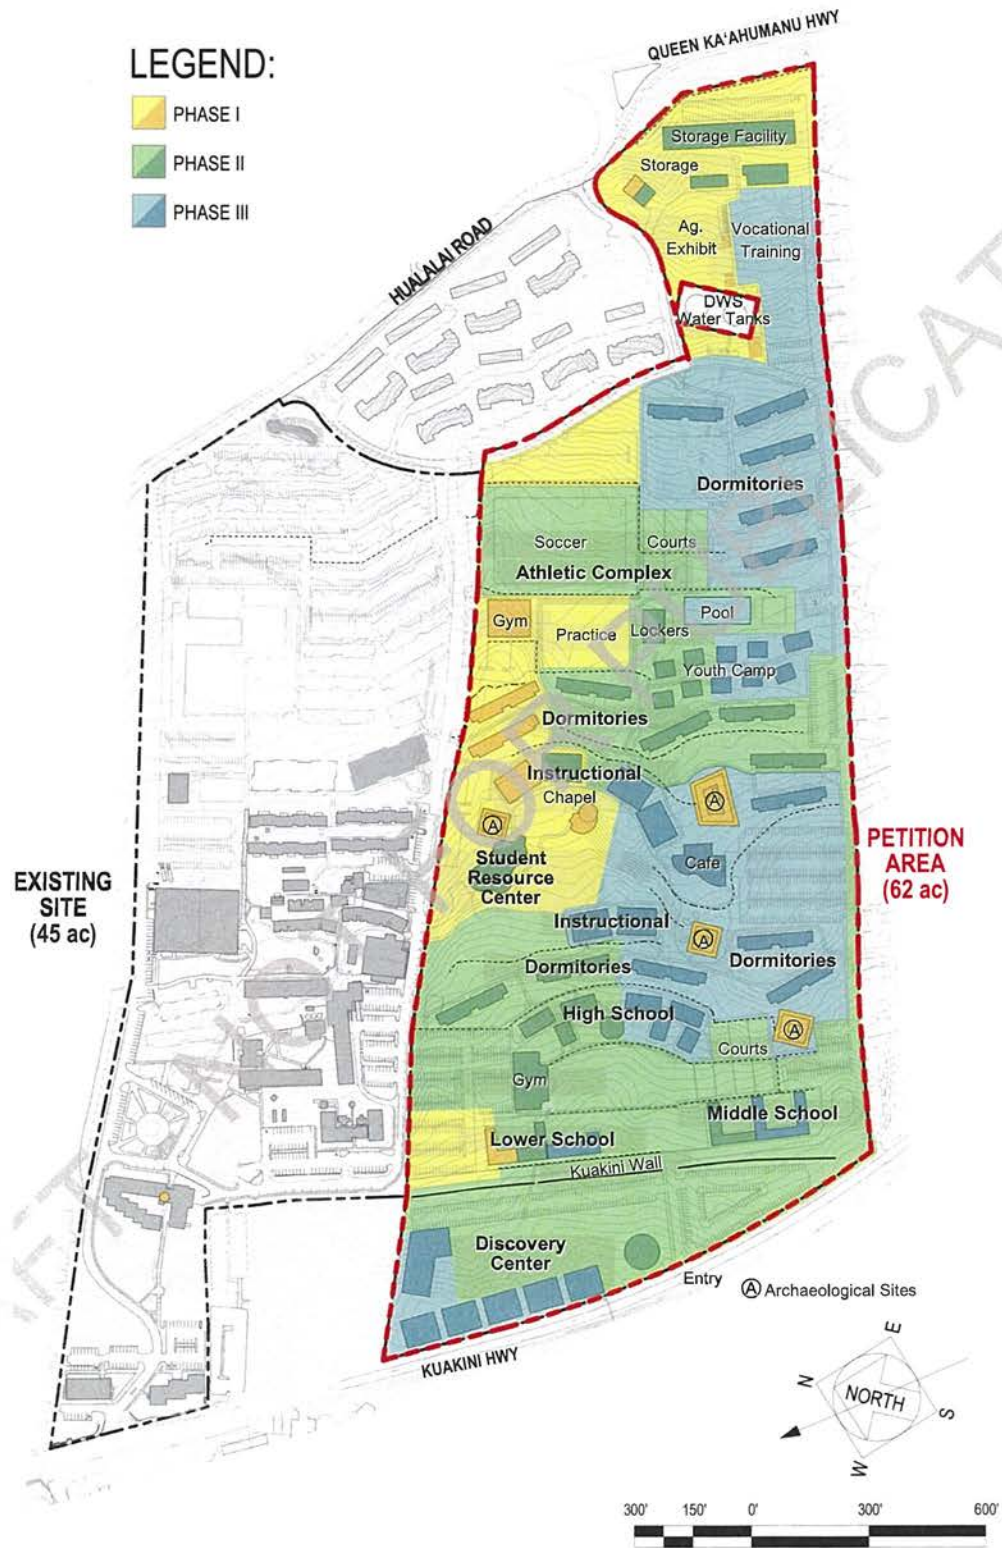 QUEEN KA'AHUMANU HWY
LEGEND:
PHASE I
PHASE II
PHASE III
Storage Facility
Storage
HUALALAI ROAD
Ag.
Exhibit
Vocational
Training
DWS
Water Tanks
Dormitories
Soccer
Courts
Athletic Complex
Gym
Practice
Lockers
Pool
Youth Camp
Dormitories
Instructional
Chapel
A
A
Student
Resource
Center
Cafe
PETITION
AREA
(62 ac)
EXISTING
SITE
(45 ac)
Instructional
A
Dormitories
Dormitories
High School
A
Courts
Gym
Middle School
Lower School
Kuakini Wall
Discovery
Center
Entry
A Archaeological Sites
KUAKINI HWY
E
N
NORTH
S
W
300' 150' 0' 300' 600'